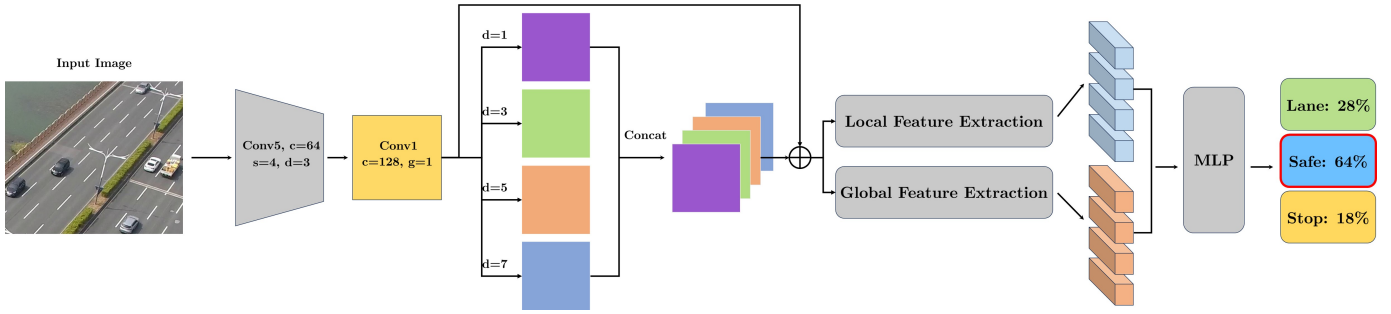 Input Image
Conv5, c=64
s=4, d=3
Conv1
c=128, g=1
d=1
d=3
d=5
d=7
Concat
Local Feature Extraction
Global Feature Extraction
MLP
Lane: 28%
Safe: 64%
Stop: 18%